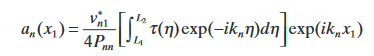 a_n(x_1) = \frac{v_{n1}^*}{4P_{nn}} \left[ \int_{L_1}^{L_2} \tau(\eta) \exp(-ik_n\eta) d\eta \right] \exp(ik_n x_1)